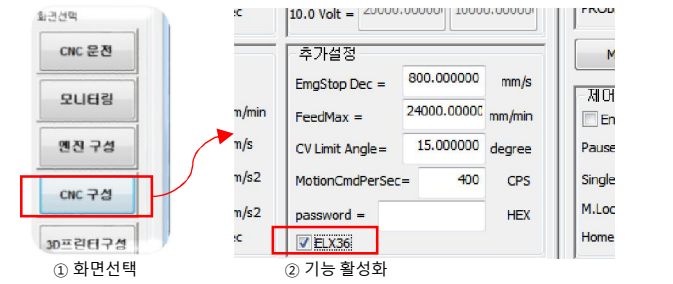 화면선택
CNC 운전
모니터링
엔진 구성
CNC 구성
3D프린터구성
① 화면선택
ec
m/min
m/s
m/s2
m/s2
ec
10.0 Volt = 20000.000000 10000.000000
추가설정
EmgStop Dec = 800.000000 mm/s
FeedMax = 24000.00000 mm/min
CV Limit Angle= 15.000000 degree
MotionCmdPerSec= 400 CPS
password = HEX
ELX36
② 기능 활성화
PROB
M
제어
En
Pause
Single
M.Loc
Home